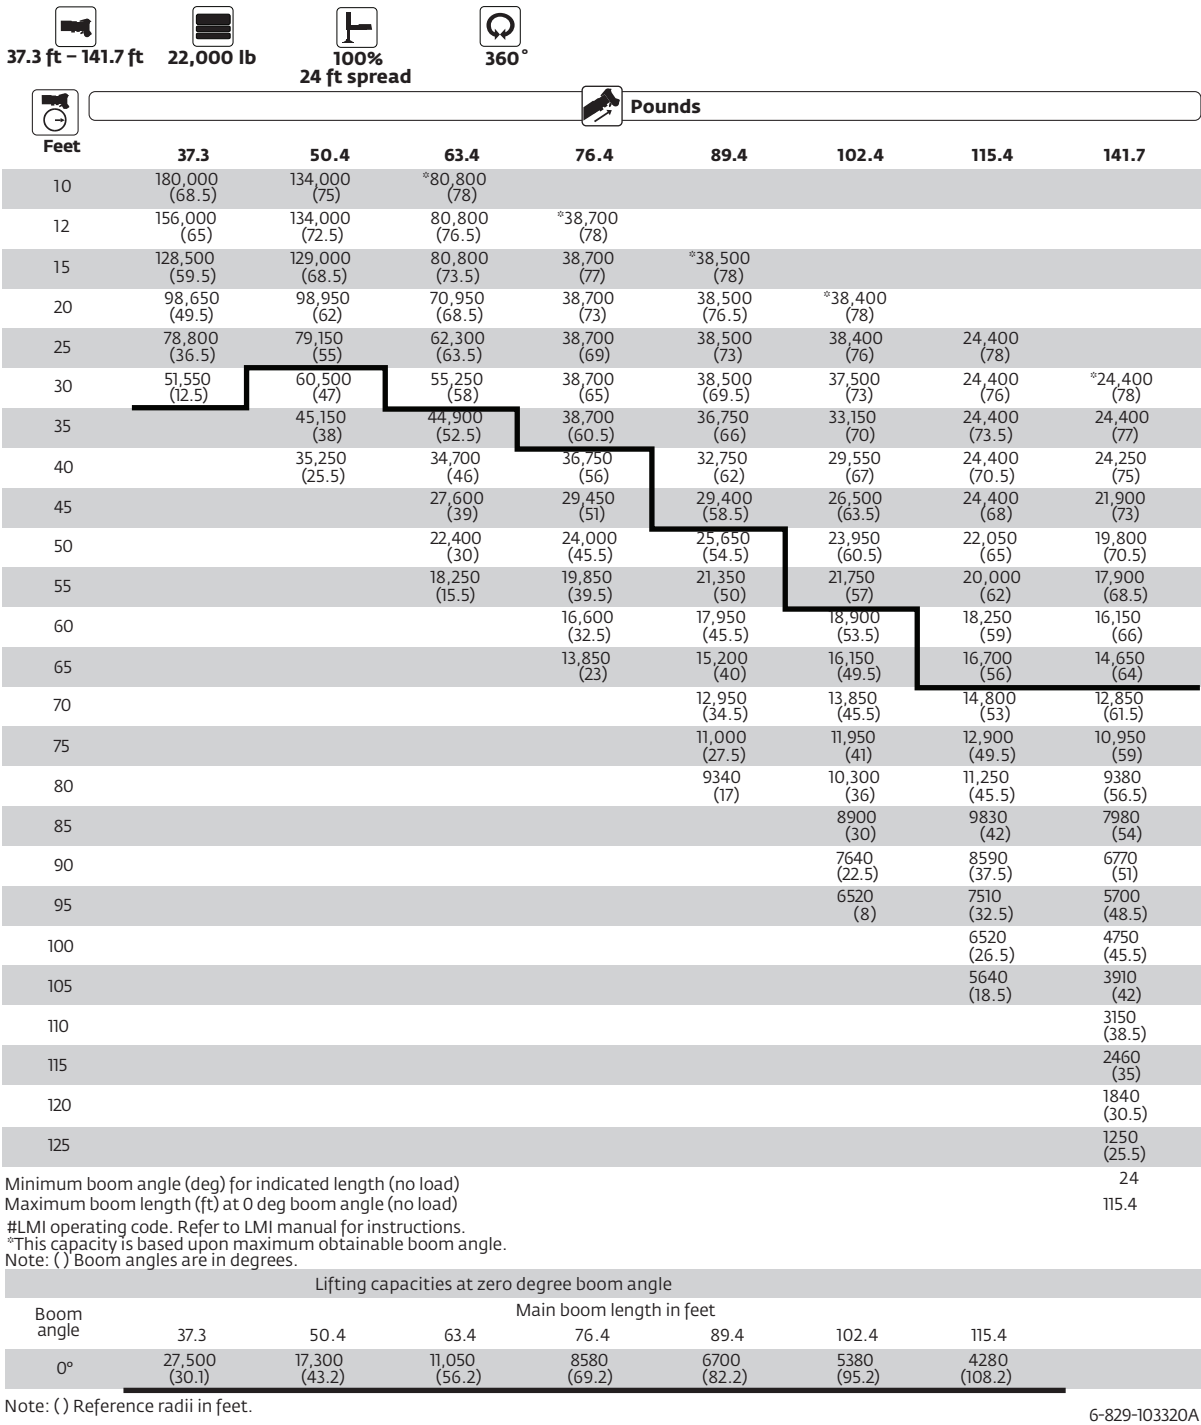 37.3 ft – 141.7 ft 22,000 lb 100% 360°
24 ft spread
Pounds
Feet
37.3 50.4 63.4 76.4 89.4 102.4 115.4 141.7
10 180,000 134,000 *80,800
(68.5) (75) (78)
12 156,000 134,000 80,800 *38,700
(65) (72.5) (76.5) (78)
15 128,500 129,000 80,800 38,700 *38,500
(59.5) (68.5) (73.5) (77) (78)
20 98,650 98,950 70,950 38,700 38,500 *38,400
(49.5) (62) (68.5) (73) (76.5) (78)
25 78,800 79,150 62,300 38,700 38,500 38,400 24,400
(36.5) (55) (63.5) (69) (73) (76) (78)
30 51,550 60,500 55,250 38,700 38,500 37,500 24,400 *24,400
(12.5) (47) (58) (65) (69.5) (73) (76) (78)
35 45,150 44,900 38,700 36,750 33,150 24,400 24,400
(38) (52.5) (60.5) (66) (70) (73.5) (77)
40 35,250 34,700 36,750 32,750 29,550 24,400 24,250
(25.5) (46) (56) (62) (67) (70.5) (75)
45 27,600 29,450 29,400 26,500 24,400 21,900
(39) (51) (58.5) (63.5) (68) (73)
50 22,400 24,000 25,650 23,950 22,050 19,800
(30) (45.5) (54.5) (60.5) (65) (70.5)
55 18,250 19,850 21,350 21,750 20,000 17,900
(15.5) (39.5) (50) (57) (62) (68.5)
60 16,600 17,950 18,900 18,250 16,150
(32.5) (45.5) (53.5) (59) (66)
65 13,850 15,200 16,150 16,700 14,650
(23) (40) (49.5) (56) (64)
70 12,950 13,850 14,800 12,850
(34.5) (45.5) (53) (61.5)
75 11,000 11,950 12,900 10,950
(27.5) (41) (49.5) (59)
80 9340 10,300 11,250 9380
(17) (36) (45.5) (56.5)
85 8900 9830 7980
(30) (42) (54)
90 7640 8590 6770
(22.5) (37.5) (51)
95 6520 7510 5700
(8) (32.5) (48.5)
100 6520 4750
(26.5) (45.5)
105 5640 3910
(18.5) (42)
110 3150
(38.5)
115 2460
(35)
120 1840
(30.5)
125 1250
(25.5)
Minimum boom angle (deg) for indicated length (no load) 24
Maximum boom length (ft) at 0 deg boom angle (no load) 115.4
#LMI operating code. Refer to LMI manual for instructions.
*This capacity is based upon maximum obtainable boom angle.
Note: ( ) Boom angles are in degrees.
Lifting capacities at zero degree boom angle
Boom Main boom length in feet
angle 37.3 50.4 63.4 76.4 89.4 102.4 115.4
0° 27,500 17,300 11,050 8580 6700 5380 4280
(30.1) (43.2) (56.2) (69.2) (82.2) (95.2) (108.2)
Note: ( ) Reference radii in feet.
6-829-103320A